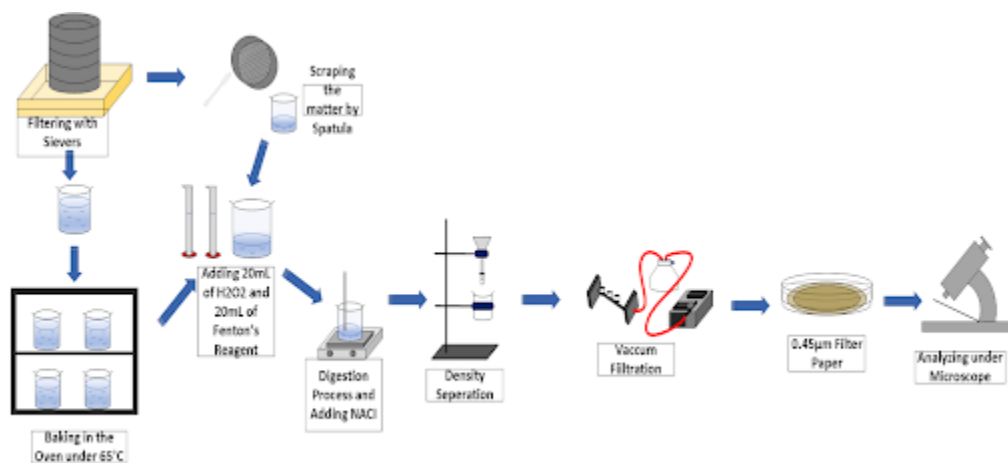 Filtering with
Sievers
Scraping
the
matter by
Spatula
Adding 20mL
of H2O2 and
20mL of
Fenton's
Reagent
Baking in the
Oven under 65°C
Digestion
Process and
Adding NACl
Density
Seperation
Vaccum
Filltration
0.45µm Filter
Paper
Analyzing under
Microscope